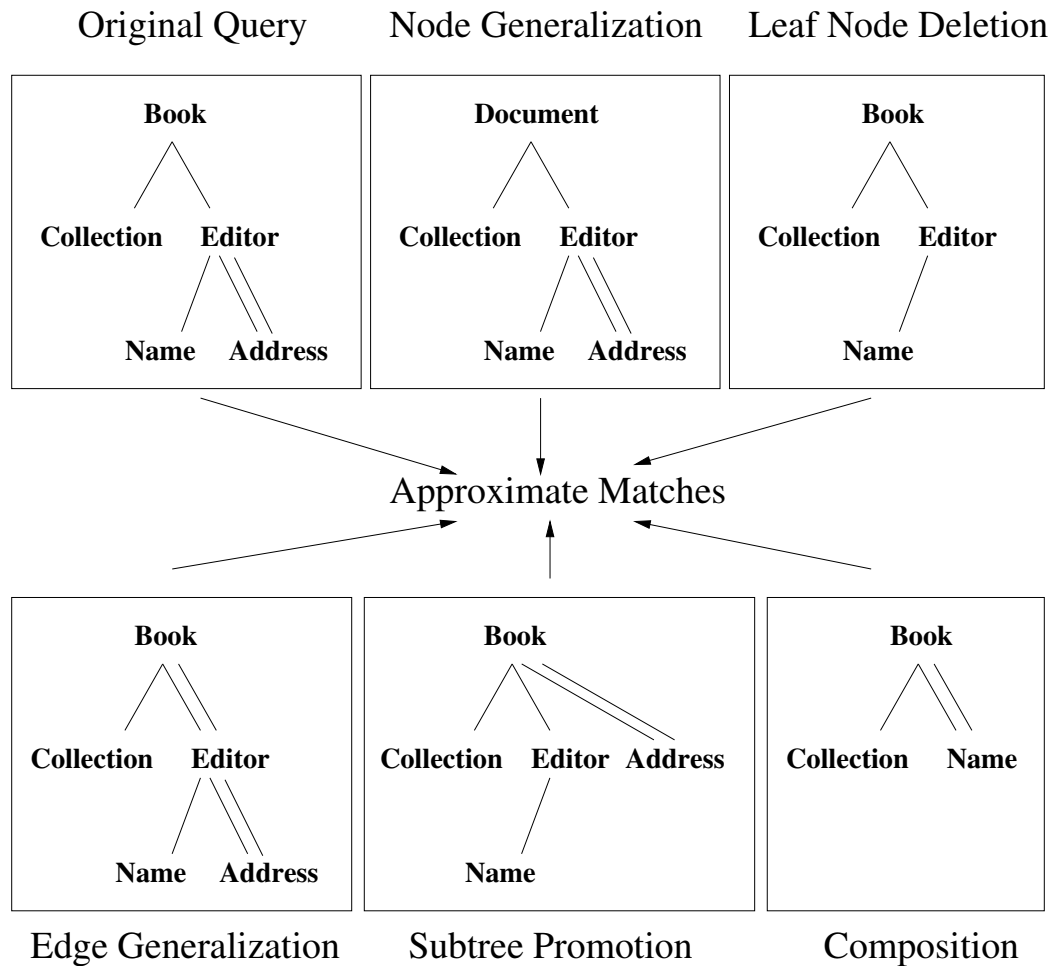 Original Query Node Generalization Leaf Node Deletion
Book
Collection Editor
Name Address
Document
Collection Editor
Name Address
Book
Collection Editor
Name
Approximate Matches
Book
Collection Editor
Name Address
Book
Collection Editor Address
Name
Book
Collection Name
Edge Generalization Subtree Promotion Composition